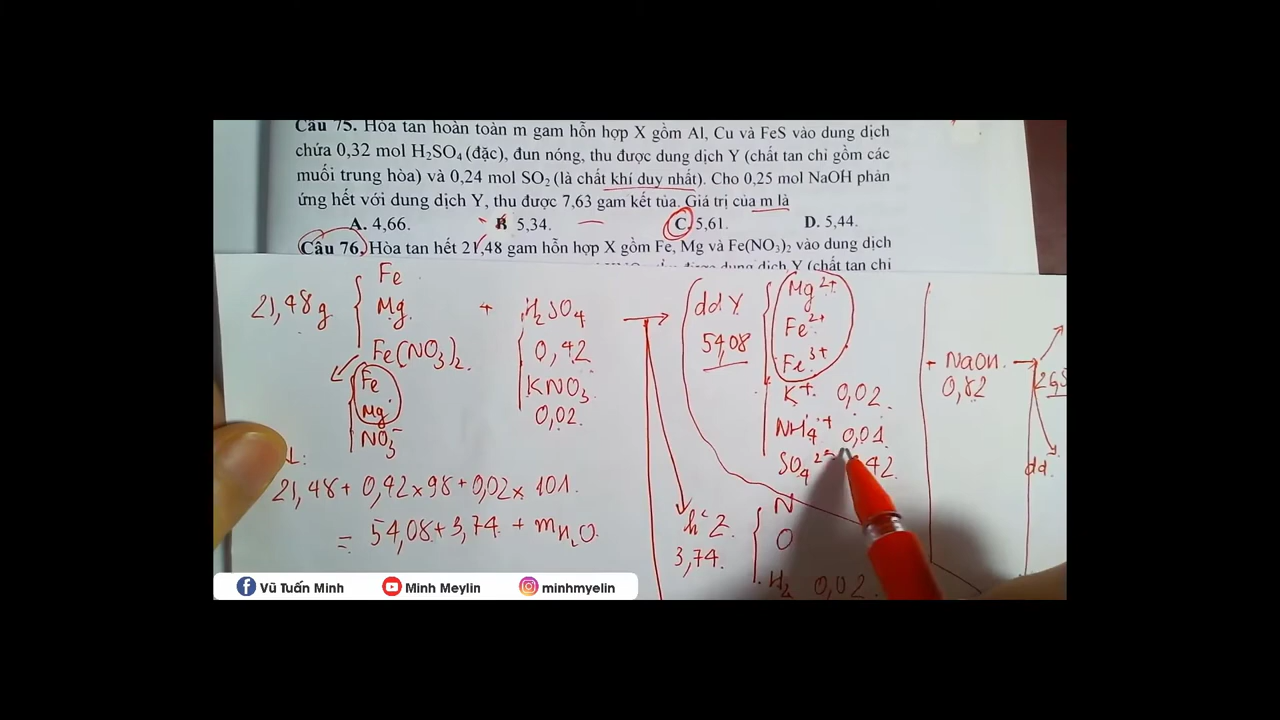 Câu 75. Hòa tan hoàn toàn m gam hỗn hợp X gồm Al, Cu và FeS vào dung dịch
chứa 0,32 mol H₂SO₄ (đặc), đun nóng, thu được dung dịch Y (chất tan chỉ gồm các
muối trung hòa) và 0,24 mol SO₂ (là chất khí duy nhất). Cho 0,25 mol NaOH phản
ứng hết với dung dịch Y, thu được 7,63 gam kết tủa. Giá trị của m là
A. 4,66. B 5,34. C. 5,61. D. 5,44.
Câu 76. Hòa tan hết 21,48 gam hỗn hợp X gồm Fe, Mg và Fe(NO₃)₂ vào dung dịch
dung dịch Y (chất tan chỉ
21,48g
Fe
Mg
Fe(NO₃)₂
Fe
Mg
NO₃⁻
+ H₂SO₄
0,42
KNO₃
0,02
ddY
54,08
Mg²⁺
Fe²⁺
Fe³⁺
K⁺ 0,02
NH₄⁺ 0,01
SO₄²⁻ 42
+ NaOH
0,82
dd
21,48 + 0,42×98 + 0,02×101
= 54,08 + 3,74 + mH₂O
h² Z
3,74
N
O
H₂ 0,02
Vũ Tuấn Minh Minh Meylin minhmyelin